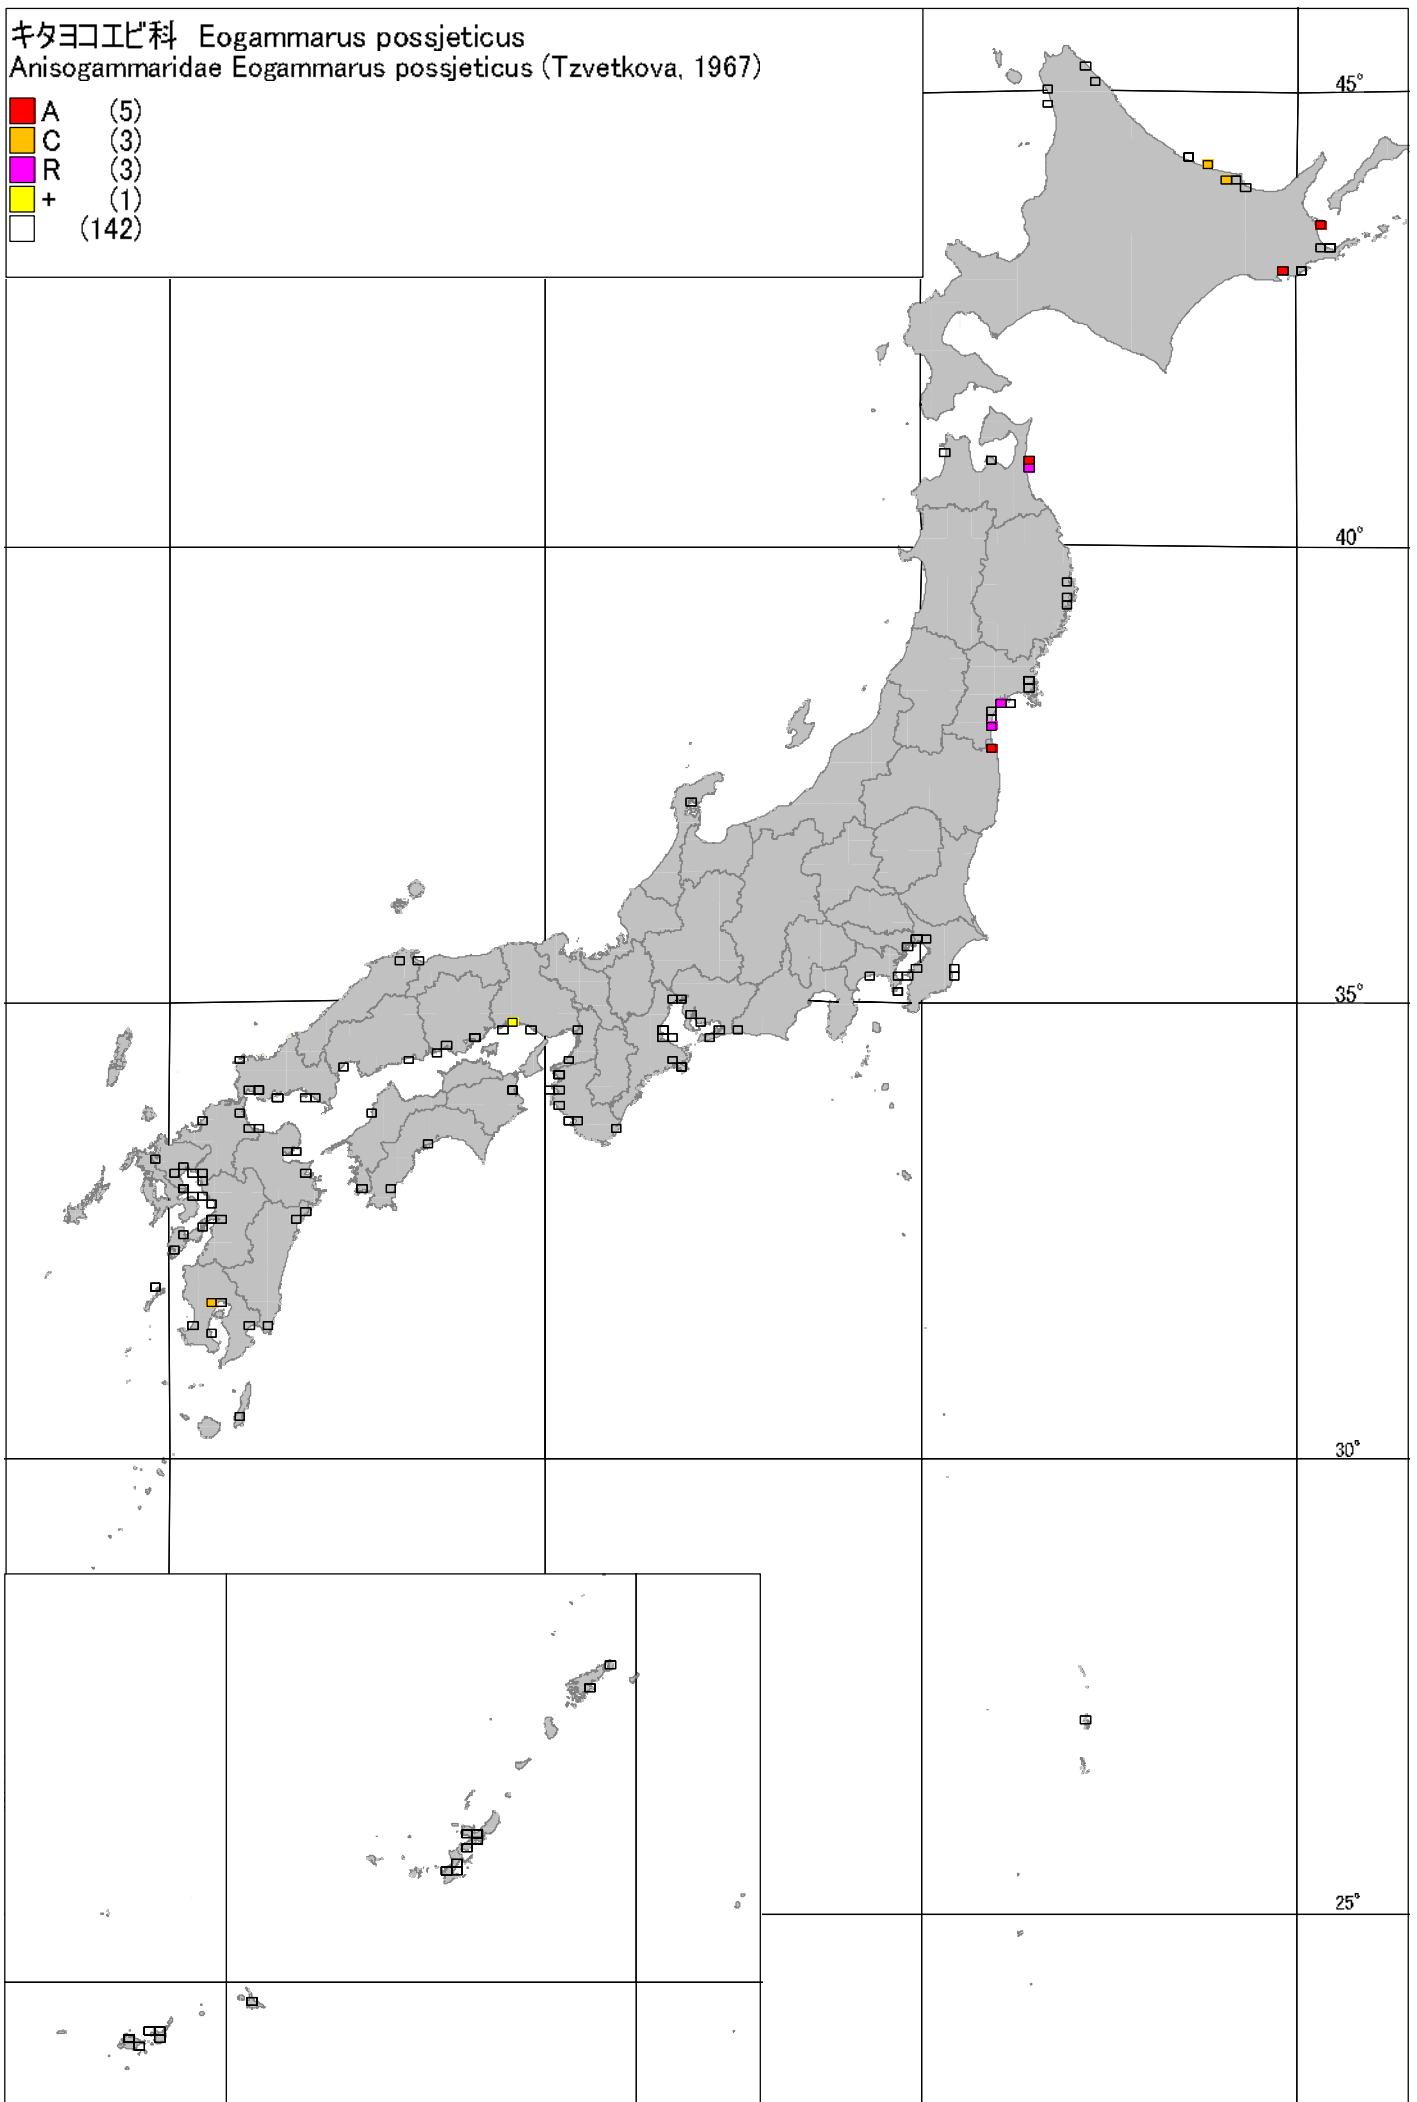 キタヨコエビ科 Eogammarus possjeticus
Anisogammaridae Eogammarus possjeticus (Tzvetkova, 1967)
A (5)
C (3)
R (3)
+ (1)
(142)
45°
40°
35°
30°
25°